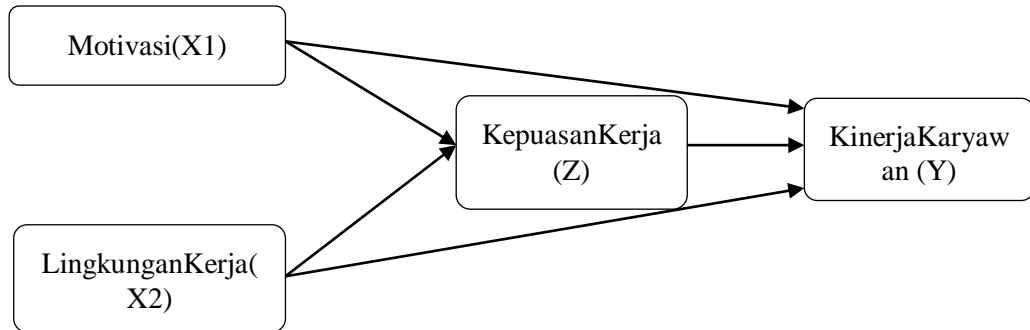 Motivasi(X1)
KepuasanKerja
(Z)
KinerjaKaryaw
an (Y)
LingkunganKerja(
X2)